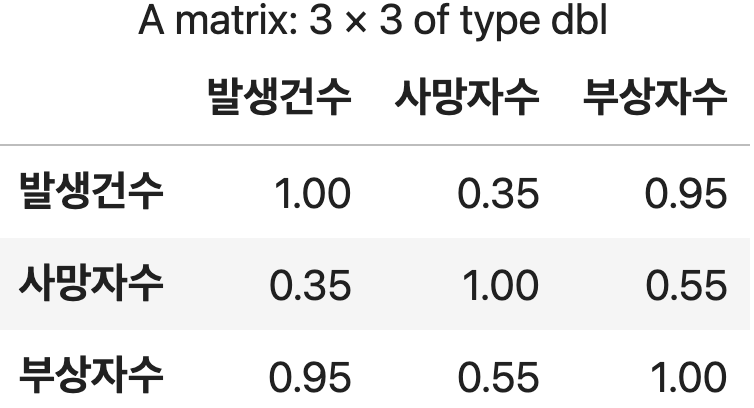 A matrix: 3 × 3 of type dbl
발생건수 사망자수 부상자수
발생건수 1.00 0.35 0.95
사망자수 0.35 1.00 0.55
부상자수 0.95 0.55 1.00